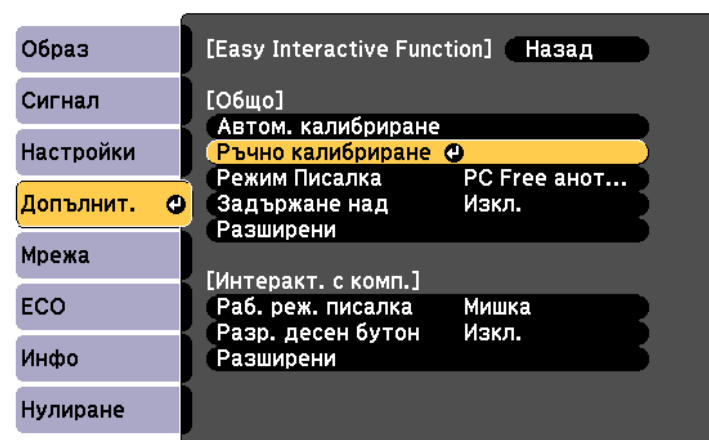 Образ
Сигнал
Настройки
Допълнит.
Мрежа
ECO
Инфо
Нулиране
[Easy Interactive Function] Назад
[Общо]
Автом. калибриране
Ръчно калибриране
Режим Писалка PC Free анот...
Задържане над Изкл.
Разширени
[Интеракт. с комп.]
Раб. реж. писалка Мишка
Разр. десен бутон Изкл.
Разширени